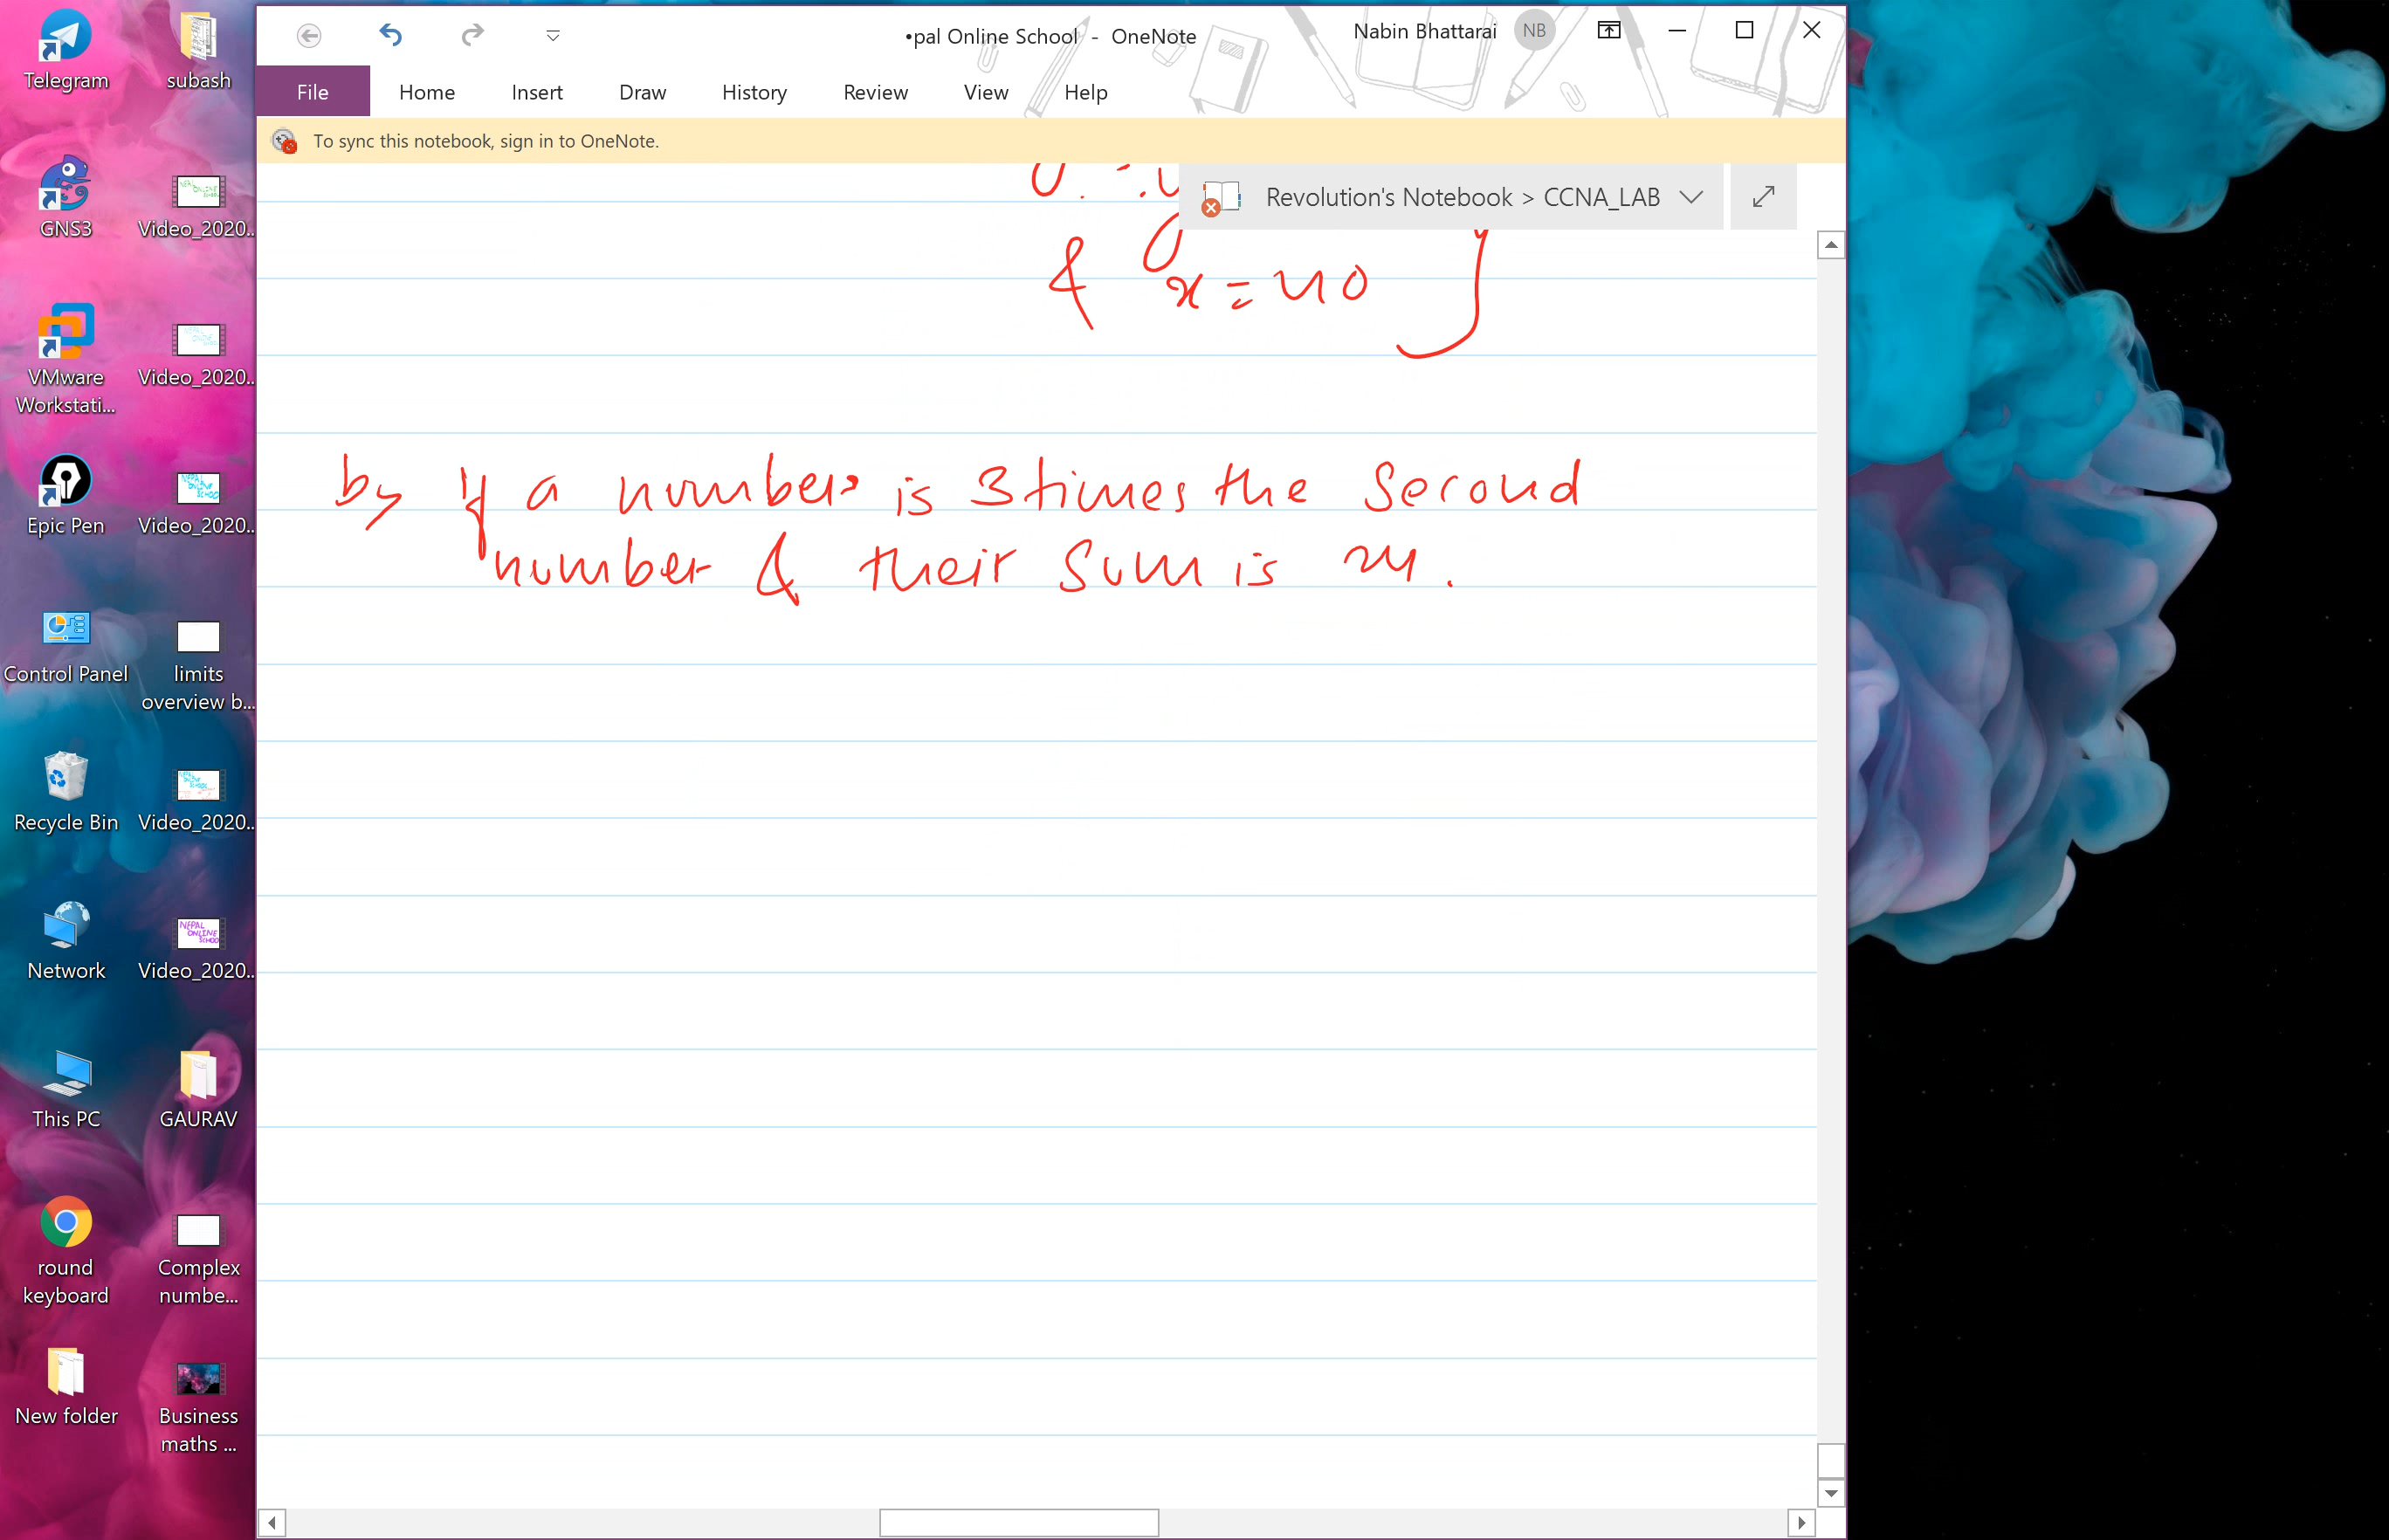 Telegram
subash
GNS3
Video_2020..
VMware
Workstati...
Video_2020..
Epic Pen
Video_2020..
Control Panel
limits
overview b...
Recycle Bin
Video_2020..
Network
NEPAL
ONLINE
SCHOO
Video_2020..
This PC
GAURAV
round
keyboard
Complex
numbe...
New folder
Business
maths ...
•pal Online School - OneNote
Nabin Bhattarai NB
File Home Insert Draw History Review View Help
To sync this notebook, sign in to OneNote.
Revolution's Notebook > CCNA_LAB
& x = 40 }
b) if a number is 3 times the second
number & their sum is 24.